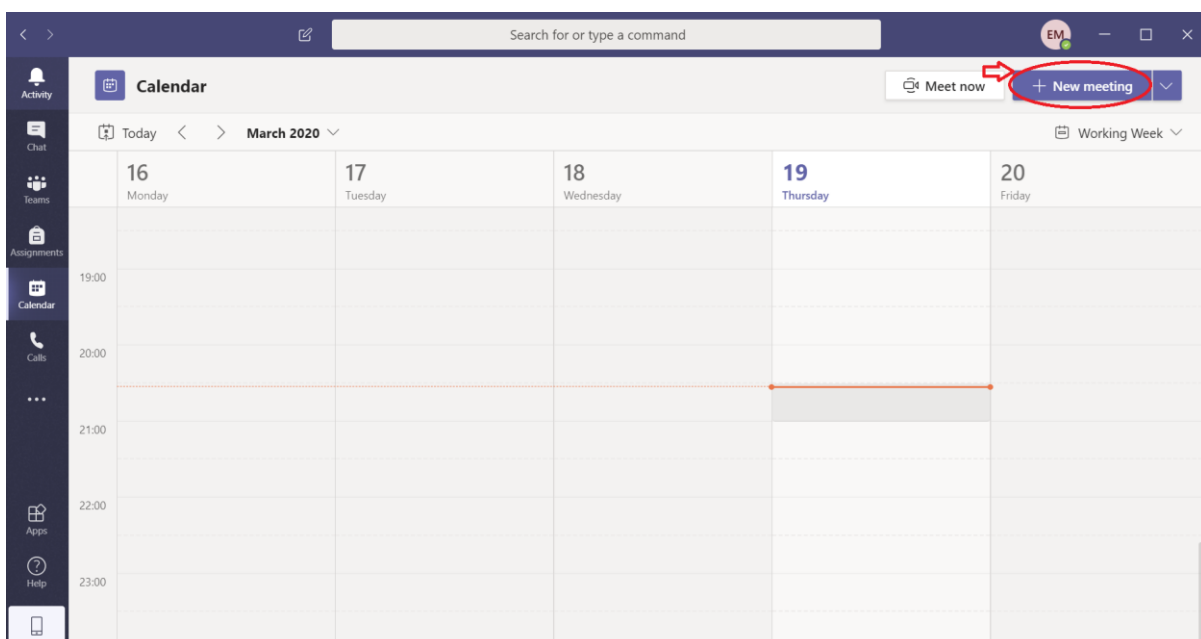 Search for or type a command
EM
Activity
Chat
Teams
Assignments
Calendar
Calls
Apps
Help
Calendar
Meet now
+ New meeting
Today < > March 2020
Working Week
16
Monday
17
Tuesday
18
Wednesday
19
Thursday
20
Friday
19:00
20:00
21:00
22:00
23:00